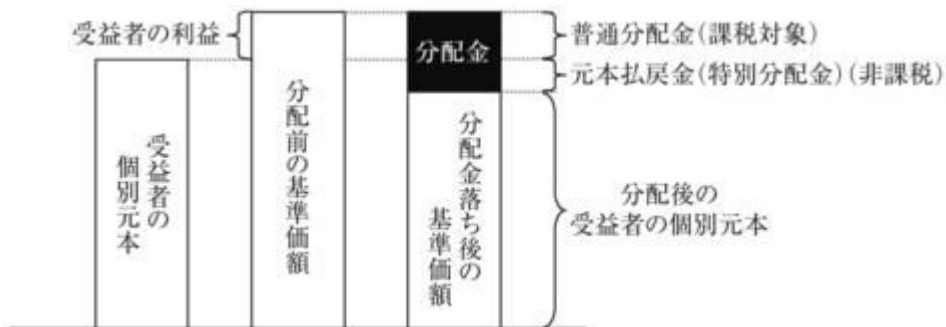 受益者の利益
受益者の
個別元本
分配前の基準価額
分配金
分配金落ち後の
基準価額
普通分配金(課税対象)
元本払戻金(特別分配金)(非課税)
分配後の
受益者の個別元本